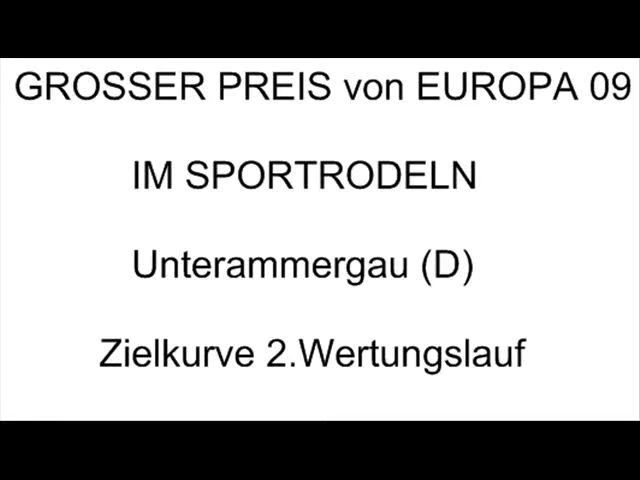 GROSSER PREIS von EUROPA 09
IM SPORTRODELN
Unterammergau (D)
Zielkurve 2.Wertungslauf